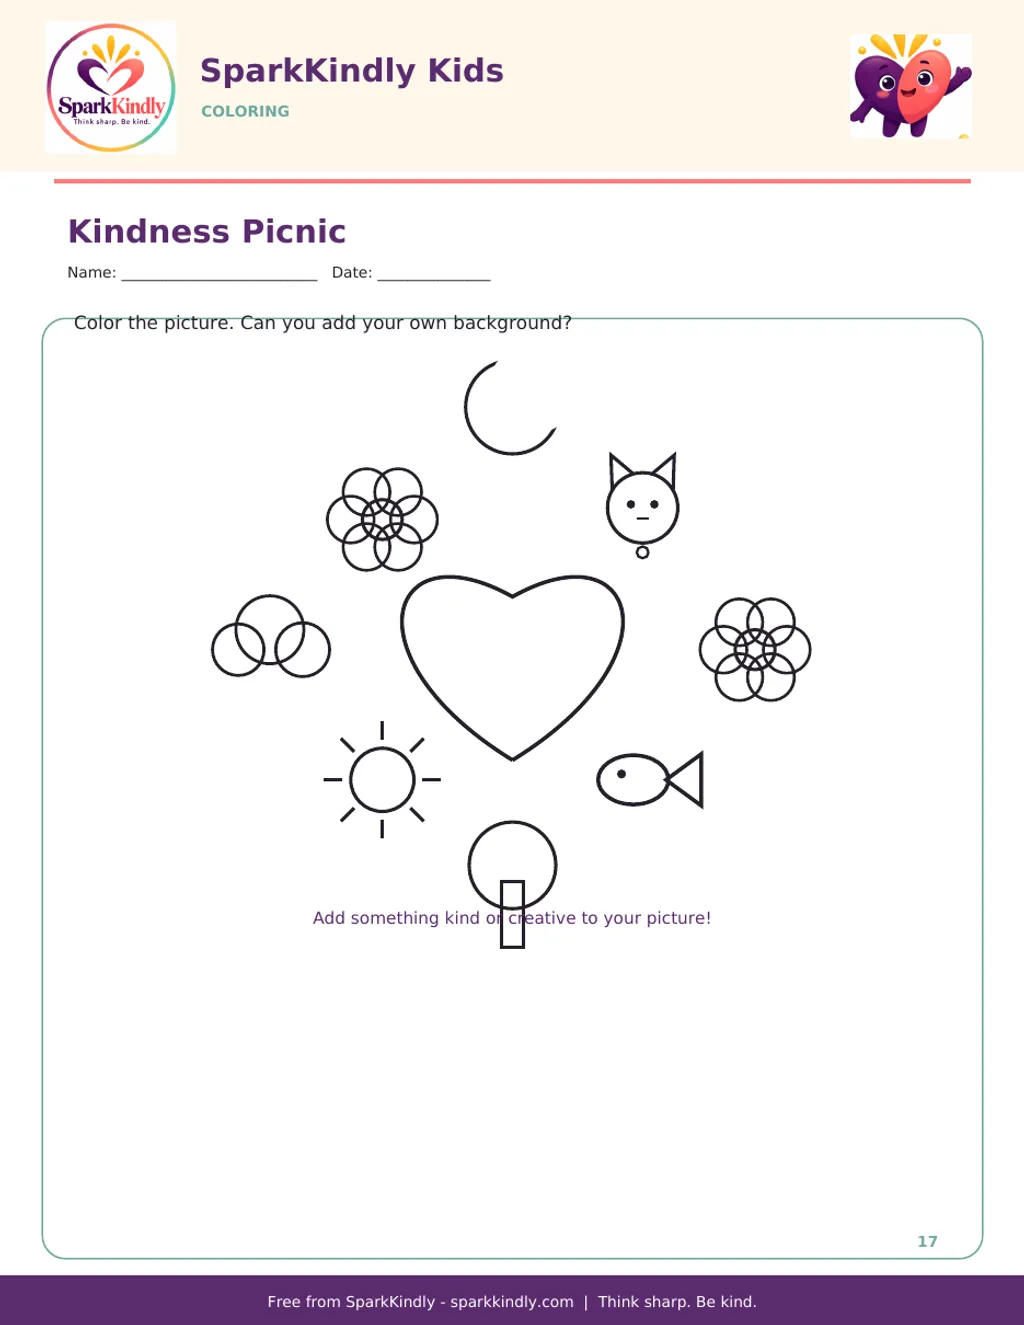 SparkKindly
Think sharp. Be kind.
SparkKindly Kids
COLORING
Kindness Picnic
Name: __________________________ Date: _______________
Color the picture. Can you add your own background?
Add something kind or creative to your picture!
17
Free from SparkKindly - sparkkindly.com | Think sharp. Be kind.